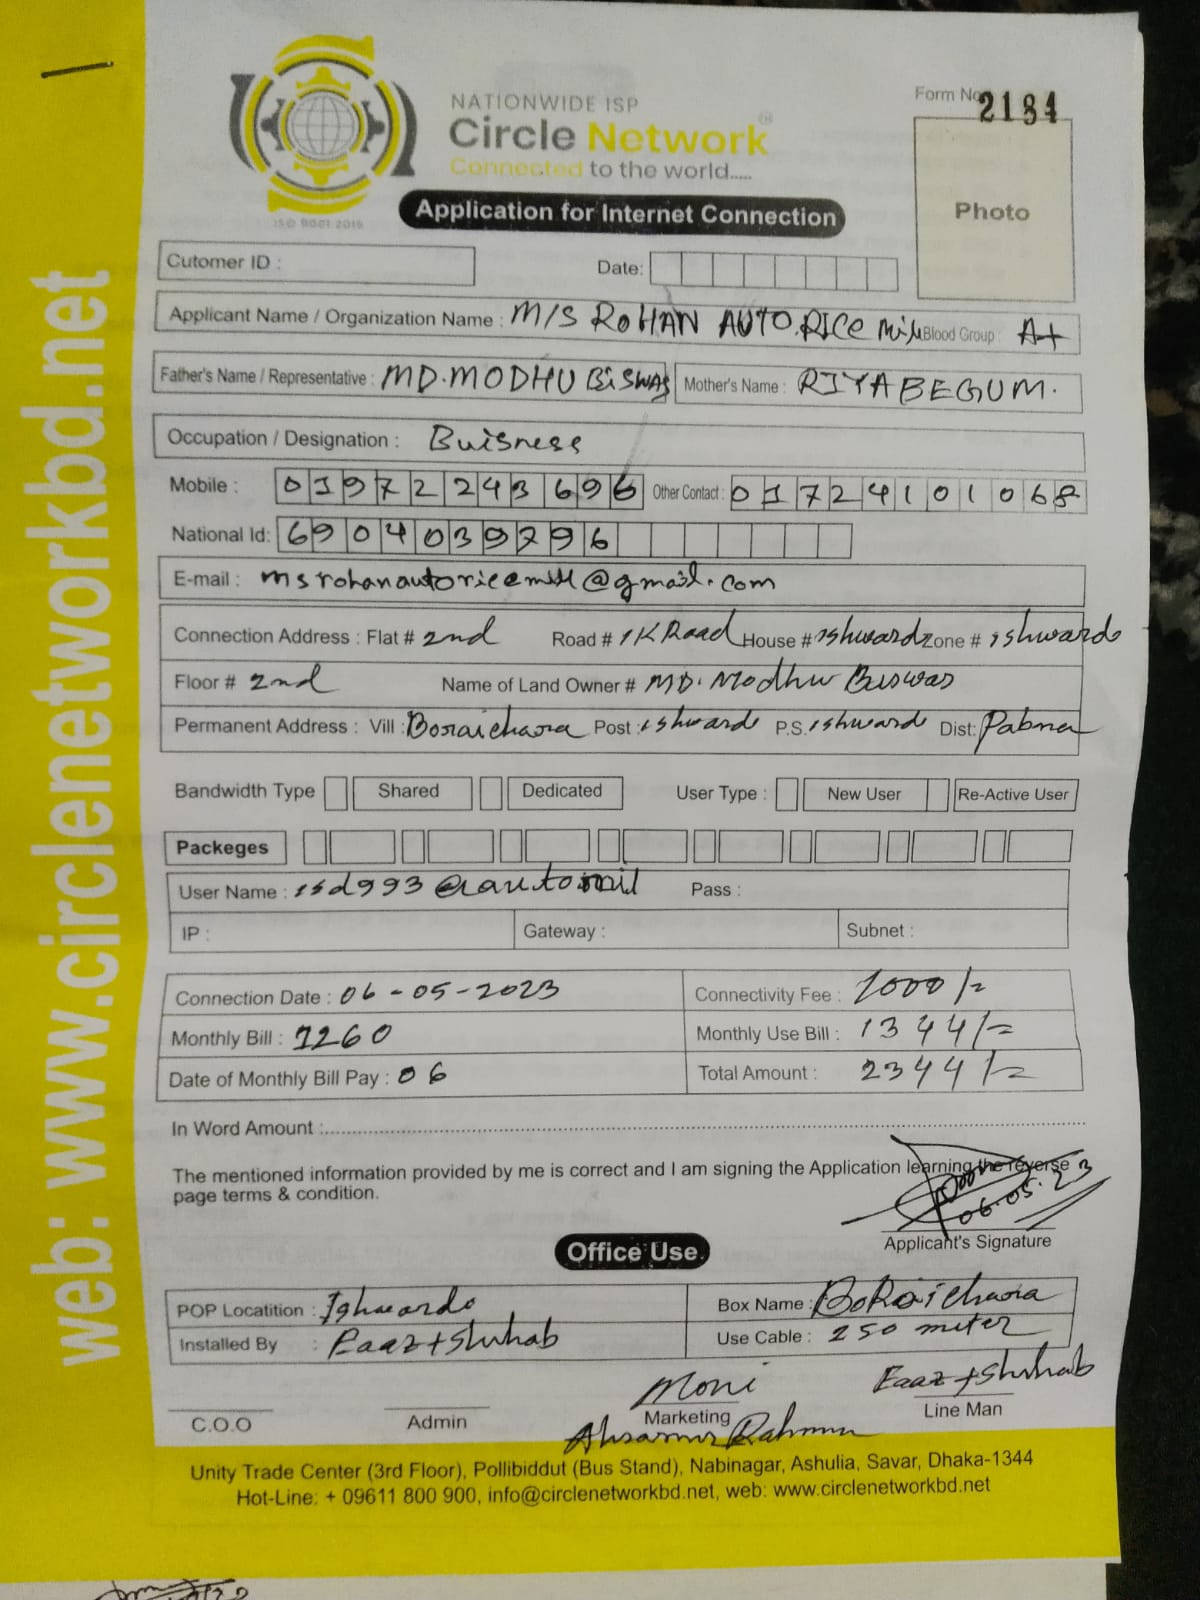 Form No. 2184
NATIONWIDE ISP
Circle Network
Connected to the world.....
ISO 9001:2015
Application for Internet Connection
Photo
Cutomer ID :
Date:
Applicant Name / Organization Name : M/S ROHAN AUTO.RICE Mill Blood Group : A+
Father's Name / Representative : MD.MODHU BiSWAS Mother's Name : RIYA BEGUM.
Occupation / Designation : Buisness
Mobile : 01972243696 Other Contact : 01724101068
National Id: 6904039796
E-mail : msrohanautoricemill@gmail.com
Connection Address : Flat # 2nd Road # 1K Road House # ishwardi Zone # ishwardi
Floor # 2nd Name of Land Owner # MD. Modhu Biswas
Permanent Address : Vill : Boraichara Post : ishwardi P.S. ishwardi Dist: Pabna
Bandwidth Type Shared Dedicated User Type : New User Re-Active User
Packeges
User Name : isd993@rautomil Pass :
IP : Gateway : Subnet :
Connection Date : 06-05-2023 Connectivity Fee : 1000/=
Monthly Bill : 1260 Monthly Use Bill : 1344/=
Date of Monthly Bill Pay : 06 Total Amount : 2344/=
In Word Amount :
The mentioned information provided by me is correct and I am signing the Application learning the reverse
page terms & condition.
06.05.23
Applicant's Signature
Office Use
POP Locatition : Ishwardi Box Name : BoRaichara
Installed By : Eaaz+Shihab Use Cable : 250 meter
Moni Eaaz+Shihab
C.O.O Admin Marketing Line Man
Rahman
Unity Trade Center (3rd Floor), Pollibiddut (Bus Stand), Nabinagar, Ashulia, Savar, Dhaka-1344
Hot-Line: + 09611 800 900, info@circlenetworkbd.net, web: www.circlenetworkbd.net
web: www.circlenetworkbd.net